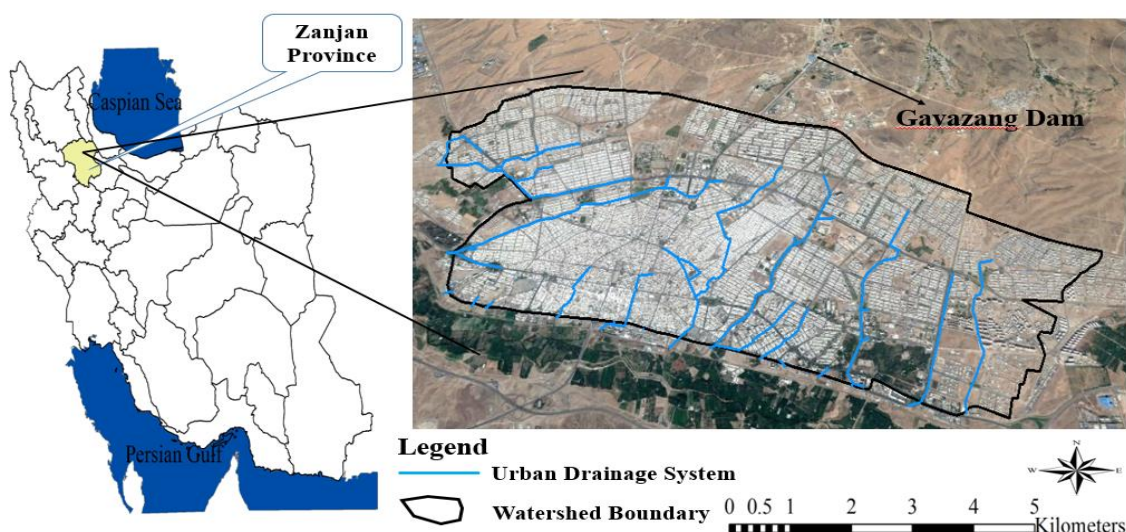 Zanjan
Province
Caspian Sea
Gavazang Dam
Persian Gulf
Legend
Urban Drainage System
Watershed Boundary
N
W
E
S
0 0.5 1 2 3 4 5
Kilometers